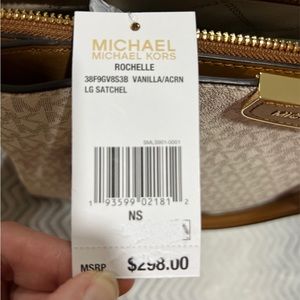 MICHAEL
MICHAEL KORS
ROCHELLE
38F9GV8S3B VANILLA/ACRN
LG SATCHEL
1 93599 02181 2
NS
MSRP $298.00